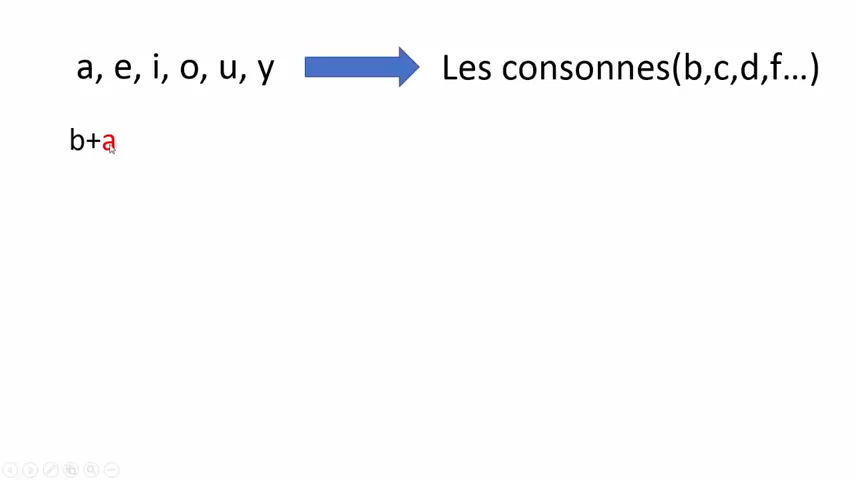 a, e, i, o, u, y Les consonnes(b,c,d,f...)
b+a